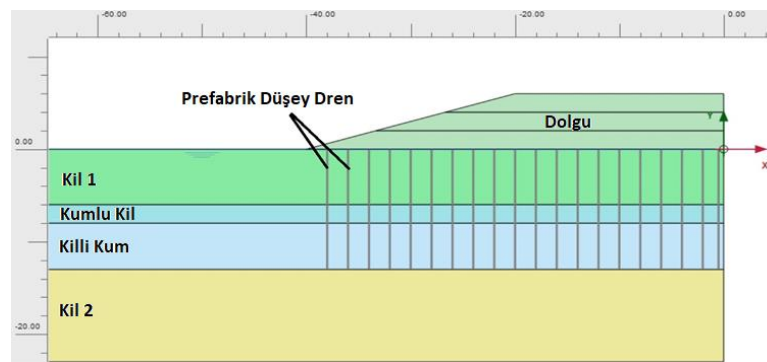 -60.00 -40.00 -20.00 0.00
Prefabrik Düşey Dren
Dolgu
Y
0.00
X
Kil 1
Kumlu Kil
Killi Kum
Kil 2
-20.00